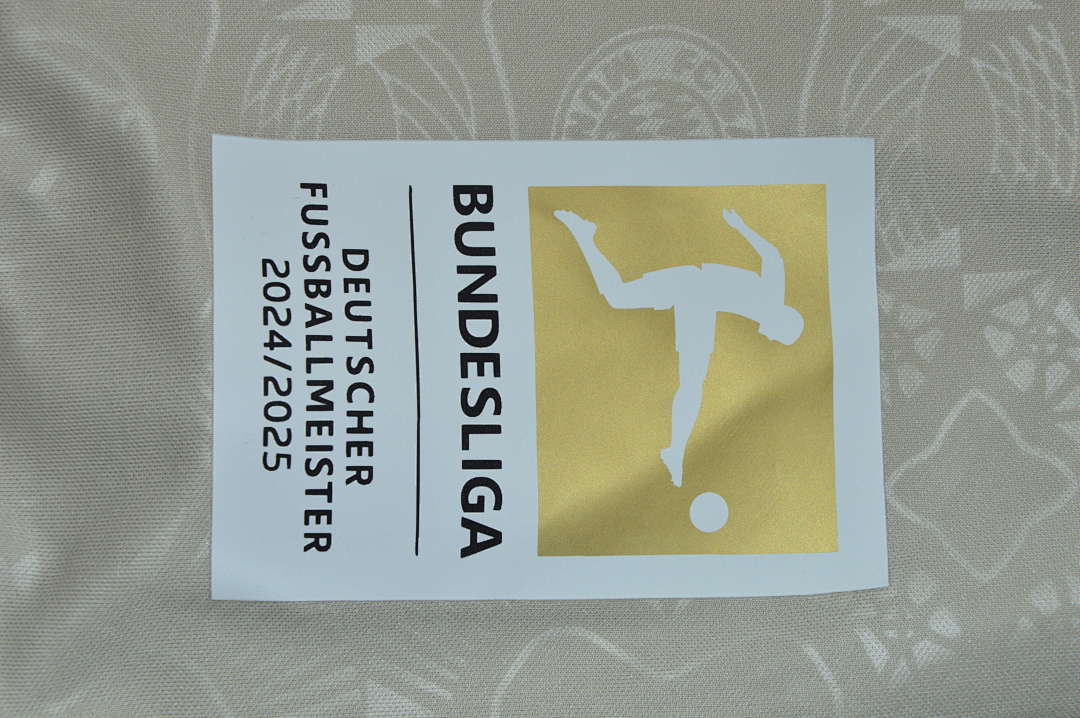 BUNDESLIGA
DEUTSCHER
FUSSBALLMEISTER
2024/2025